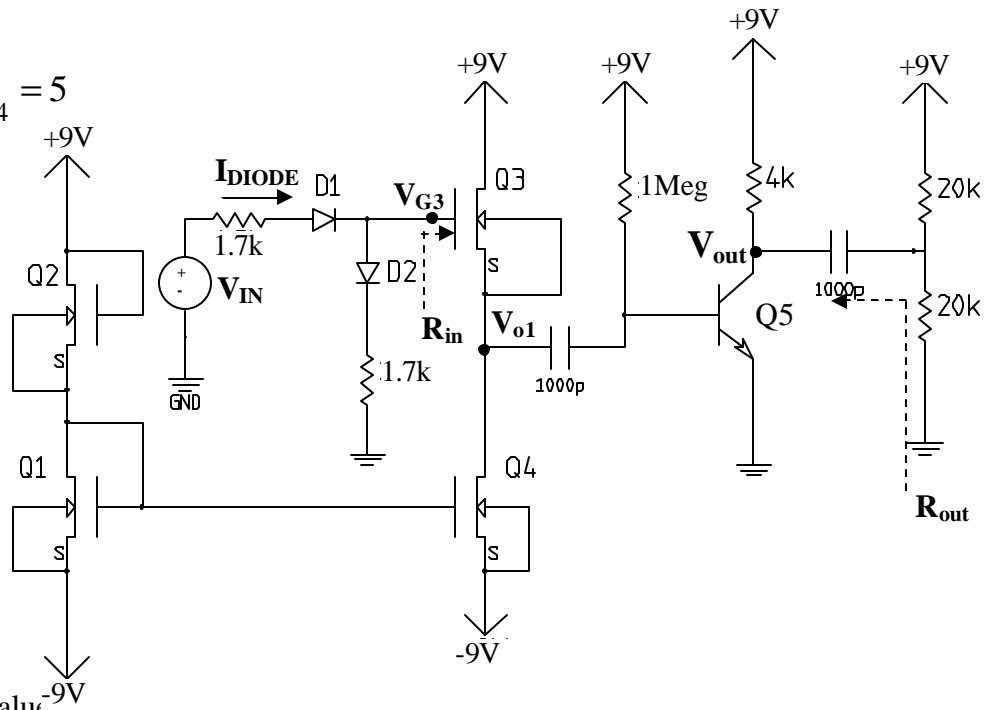 4 = 5
+9V
+9V
+9V
+9V
+9V
I_DIODE
D1
V_G3
Q3
1Meg
4k
20k
1.7k
Q2
+
-
V_IN
D2
S
V_out
1000p
Q5
20k
R_in
V_o1
S
1.7k
1000p
GND
Q1
Q4
R_out
S
S
-9V
-9V